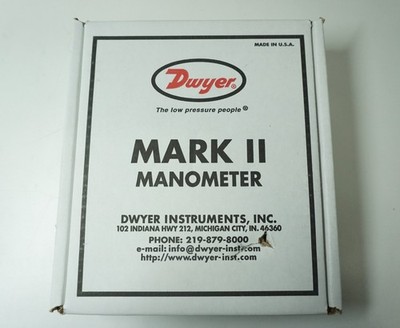 MADE IN U.S.A.
Dwyer®
The low pressure people®
MARK II
MANOMETER
DWYER INSTRUMENTS, INC.
102 INDIANA HWY 212, MICHIGAN CITY, IN. 46360
PHONE: 219-879-8000
e-mail: info@dwyer-inst.com
http://www.dwyer-inst.com